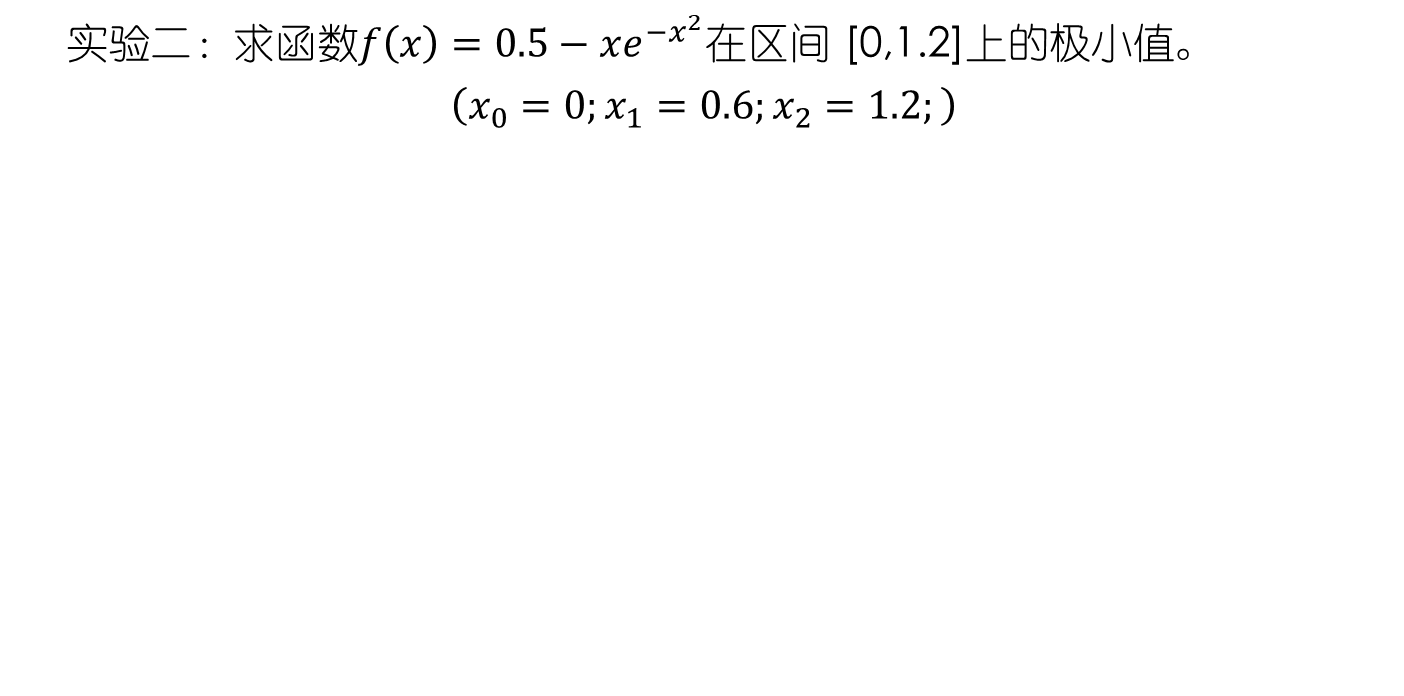 实验二：求函数f(x) = 0.5 − xe^{−x^2}在区间 [0,1.2]上的极小值。
(x₀ = 0; x₁ = 0.6; x₂ = 1.2; )